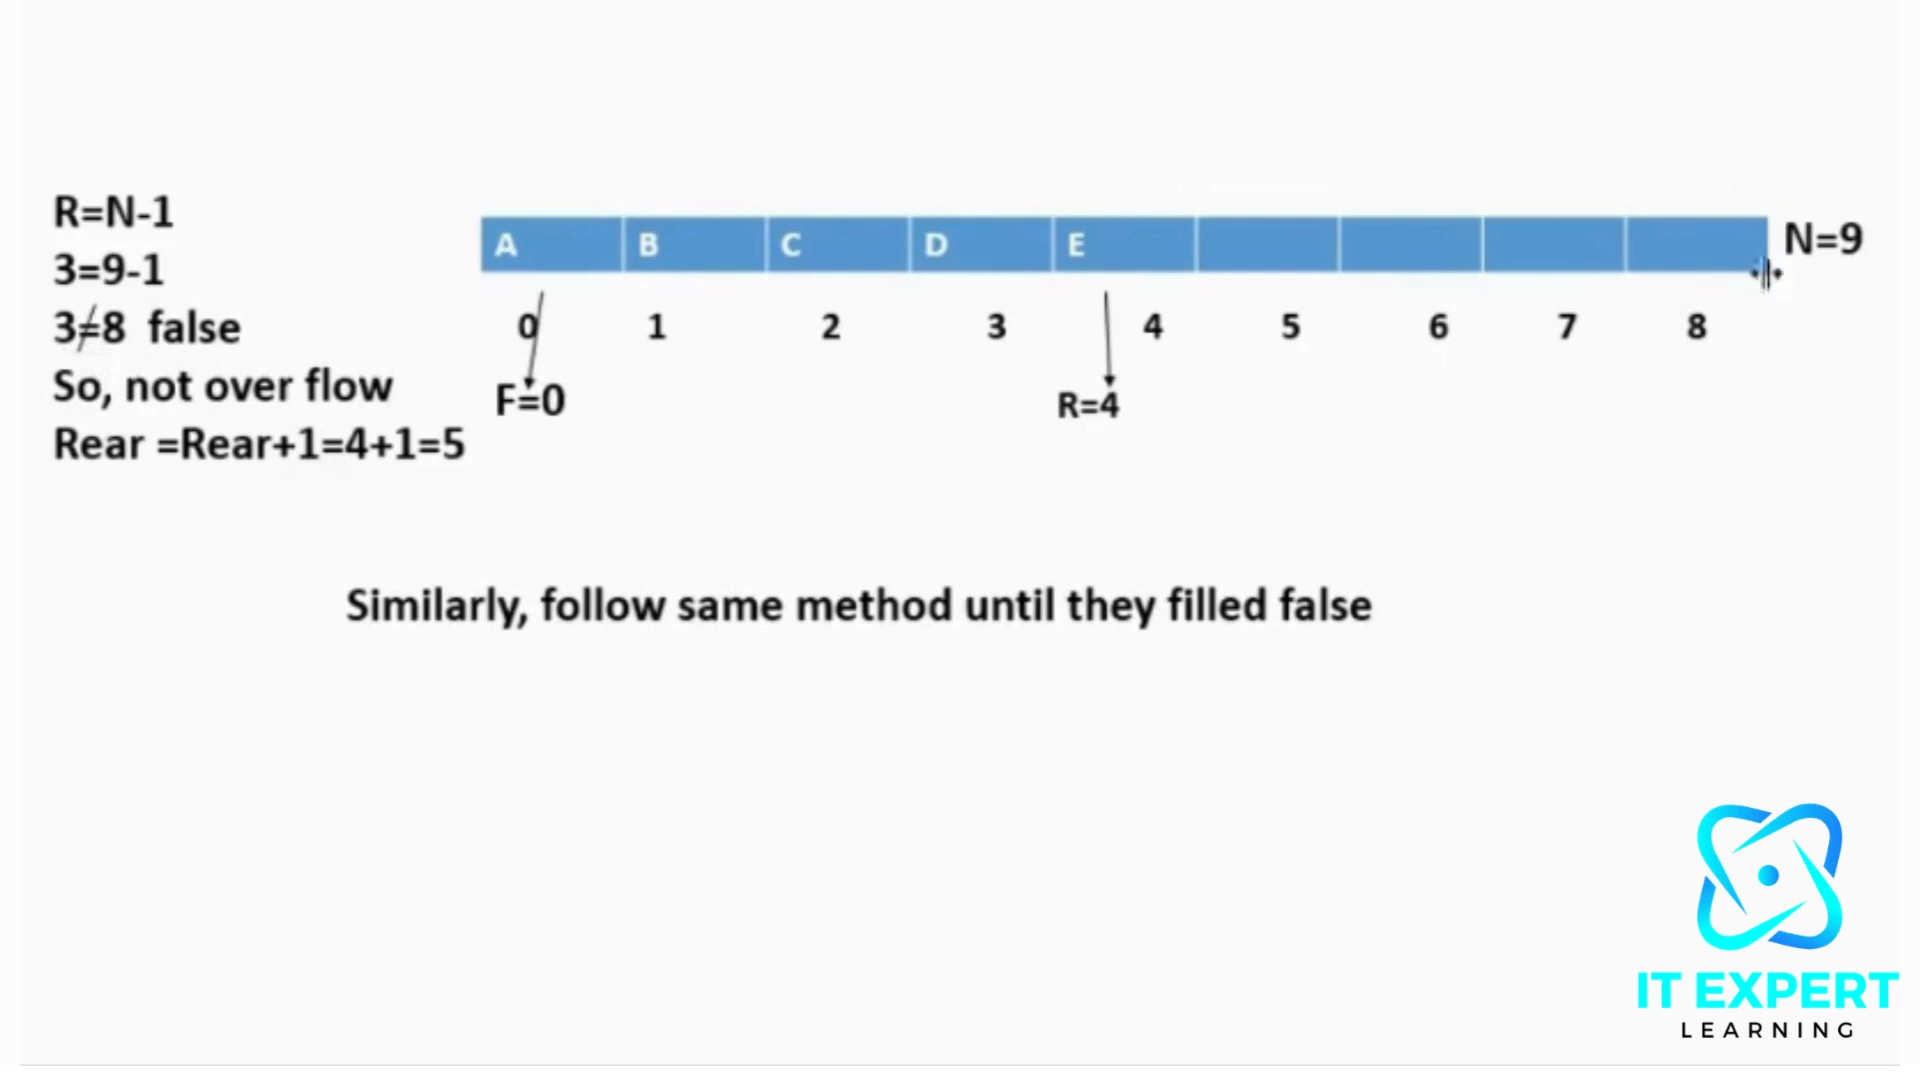 R=N-1
3=9-1
3≠8 false
So, not over flow
Rear =Rear+1=4+1=5
A B C D E
N=9
0 1 2 3 4 5 6 7 8
F=0
R=4
Similarly, follow same method until they filled false
IT EXPERT
LEARNING